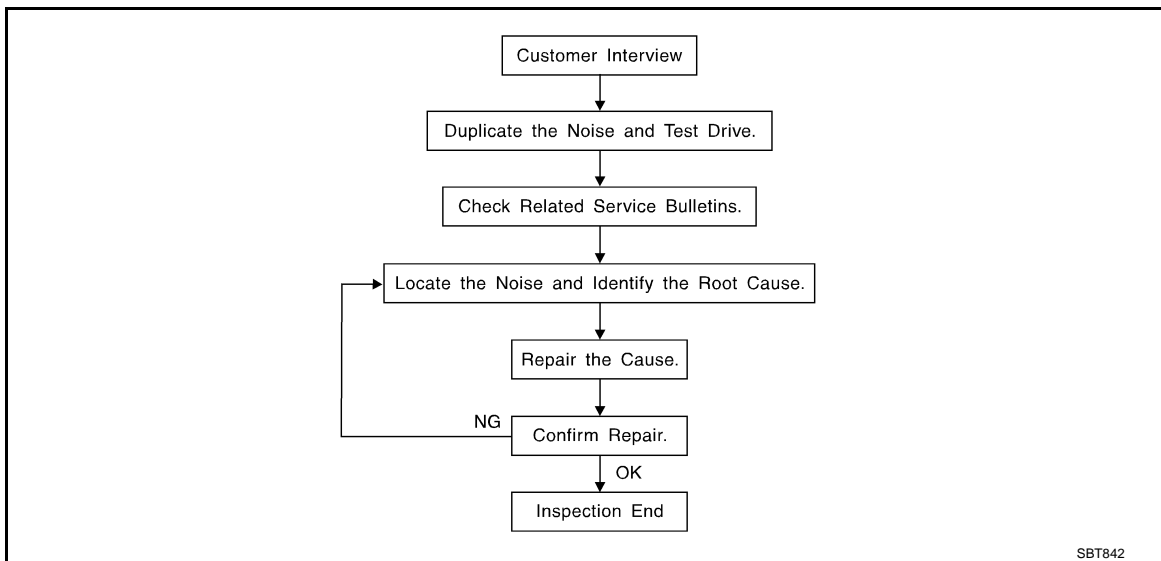 Customer Interview
Duplicate the Noise and Test Drive.
Check Related Service Bulletins.
Locate the Noise and Identify the Root Cause.
Repair the Cause.
NG
Confirm Repair.
OK
Inspection End
SBT842